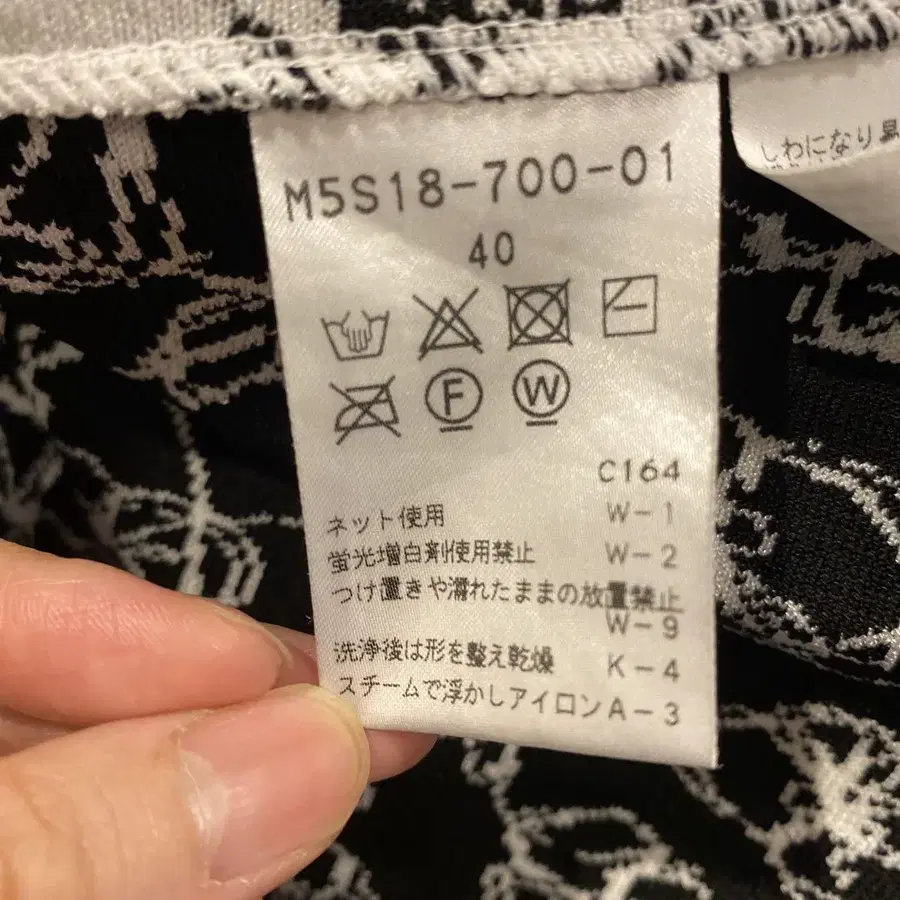 M5S18-700-01
40
F W
C164
ネット使用 W-1
蛍光増白剤使用禁止 W-2
つけ置きや濡れたままの放置禁止
W-9
洗浄後は形を整え乾燥 K-4
スチームで浮かしアイロン A-3
しわになり易